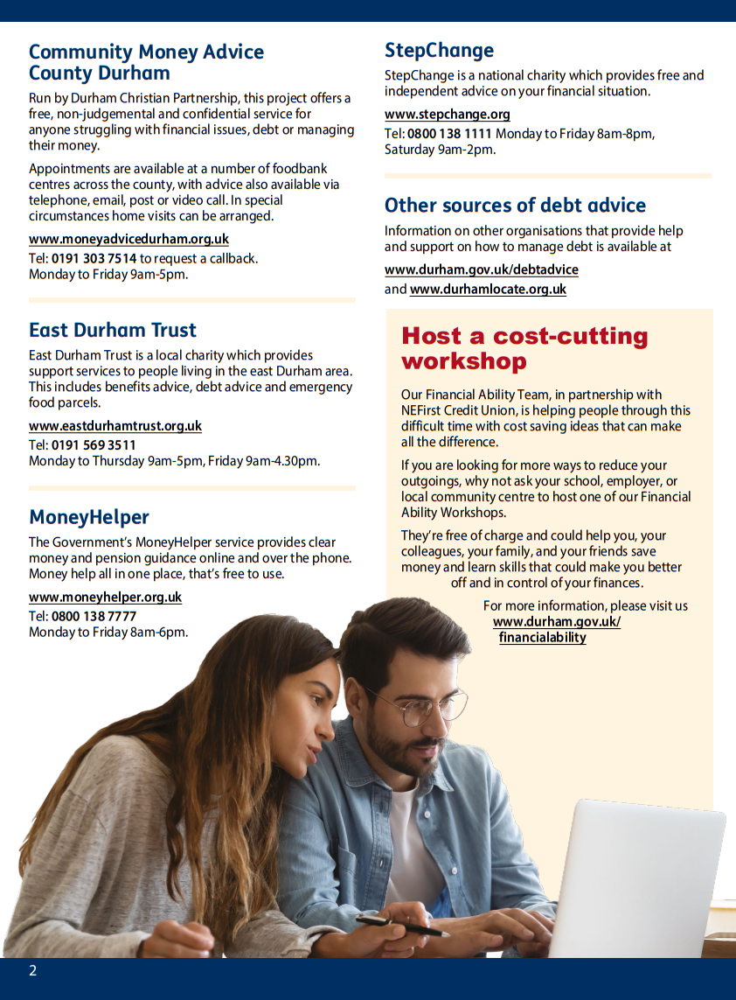 Community Money Advice
County Durham
Run by Durham Christian Partnership, this project offers a
free, non-judgemental and confidential service for
anyone struggling with financial issues, debt or managing
their money.
Appointments are available at a number of foodbank
centres across the county, with advice also available via
telephone, email, post or video call. In special
circumstances home visits can be arranged.
www.moneyadvicedurham.org.uk
Tel: 0191 303 7514 to request a callback.
Monday to Friday 9am-5pm.
East Durham Trust
East Durham Trust is a local charity which provides
support services to people living in the east Durham area.
This includes benefits advice, debt advice and emergency
food parcels.
www.eastdurhamtrust.org.uk
Tel: 0191 569 3511
Monday to Thursday 9am-5pm, Friday 9am-4.30pm.
MoneyHelper
The Government's MoneyHelper service provides clear
money and pension guidance online and over the phone.
Money help all in one place, that's free to use.
www.moneyhelper.org.uk
Tel: 0800 138 7777
Monday to Friday 8am-6pm.
StepChange
StepChange is a national charity which provides free and
independent advice on your financial situation.
www.stepchange.org
Tel: 0800 138 1111 Monday to Friday 8am-8pm,
Saturday 9am-2pm.
Other sources of debt advice
Information on other organisations that provide help
and support on how to manage debt is available at
www.durham.gov.uk/debtadvice
and www.durhamlocate.org.uk
Host a cost-cutting
workshop
Our Financial Ability Team, in partnership with
NEFirst Credit Union, is helping people through this
difficult time with cost saving ideas that can make
all the difference.
If you are looking for more ways to reduce your
outgoings, why not ask your school, employer, or
local community centre to host one of our Financial
Ability Workshops.
They're free of charge and could help you, your
colleagues, your family, and your friends save
money and learn skills that could make you better
off and in control of your finances.
For more information, please visit us
www.durham.gov.uk/
financialability
2